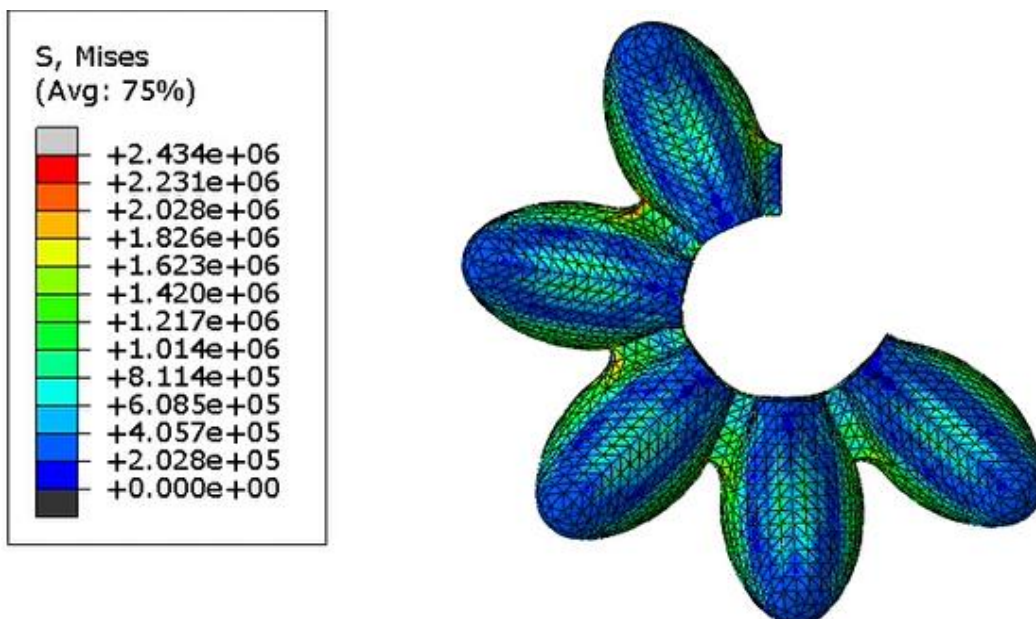 S, Mises
(Avg: 75%)
+2.434e+06
+2.231e+06
+2.028e+06
+1.826e+06
+1.623e+06
+1.420e+06
+1.217e+06
+1.014e+06
+8.114e+05
+6.085e+05
+4.057e+05
+2.028e+05
+0.000e+00